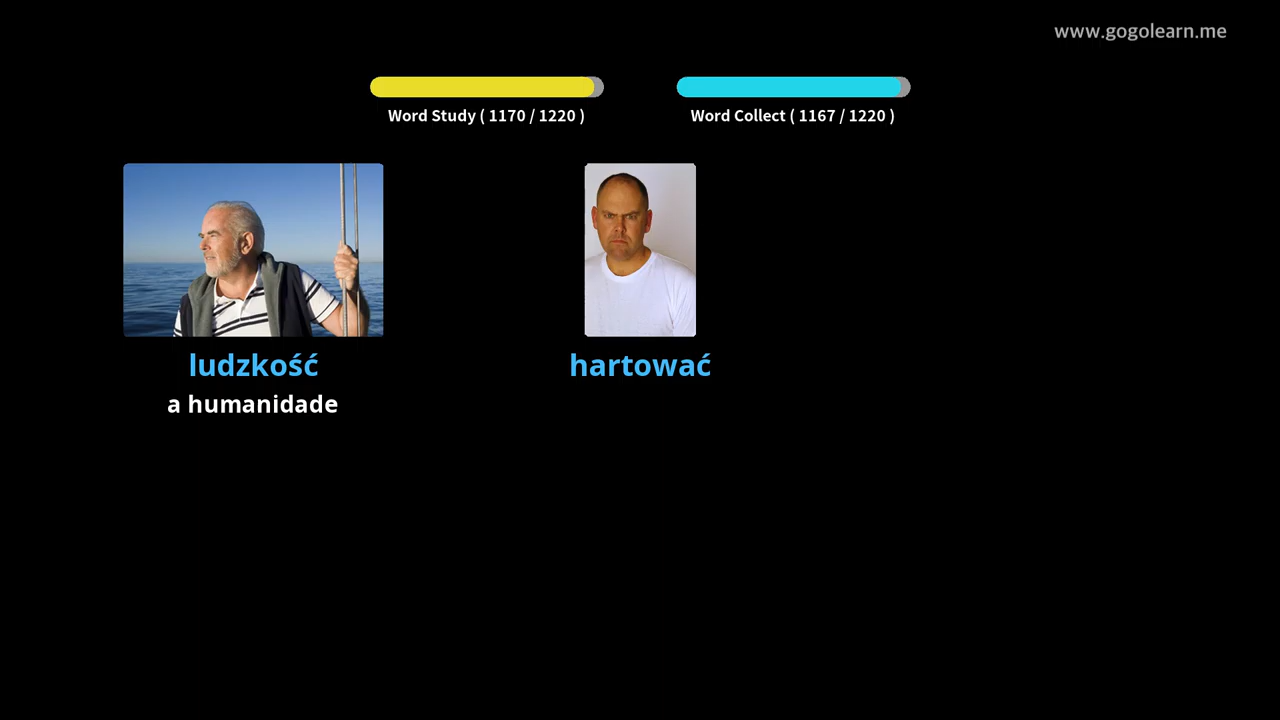 www.gogolearn.me
Word Study ( 1170 / 1220 )
Word Collect ( 1167 / 1220 )
ludzkość
a humanidade
hartować